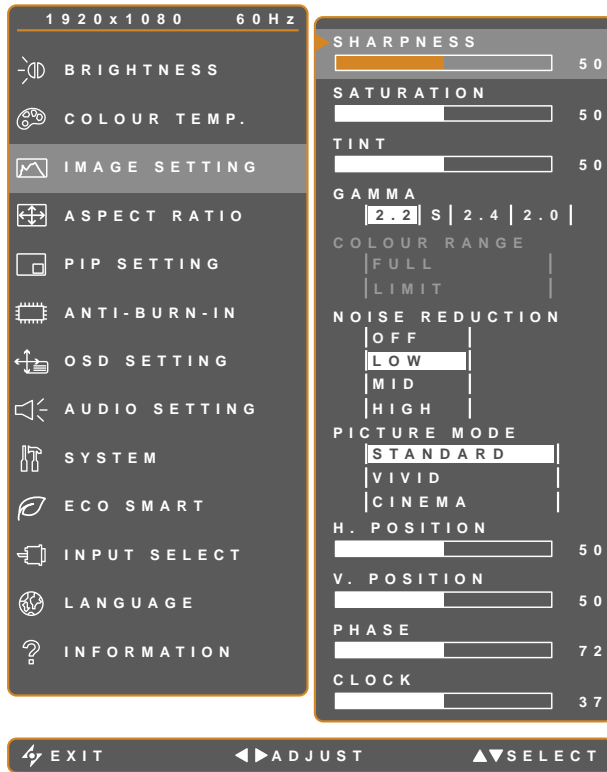 1920x1080 60Hz
BRIGHTNESS
COLOUR TEMP.
IMAGE SETTING
ASPECT RATIO
PIP SETTING
ANTI-BURN-IN
OSD SETTING
AUDIO SETTING
SYSTEM
ECO SMART
INPUT SELECT
LANGUAGE
INFORMATION
SHARPNESS
50
SATURATION
50
TINT
50
GAMMA
2.2 S 2.4 2.0
COLOUR RANGE
FULL
LIMIT
NOISE REDUCTION
OFF
LOW
MID
HIGH
PICTURE MODE
STANDARD
VIVID
CINEMA
H. POSITION
50
V. POSITION
50
PHASE
72
CLOCK
37
EXIT ADJUST SELECT